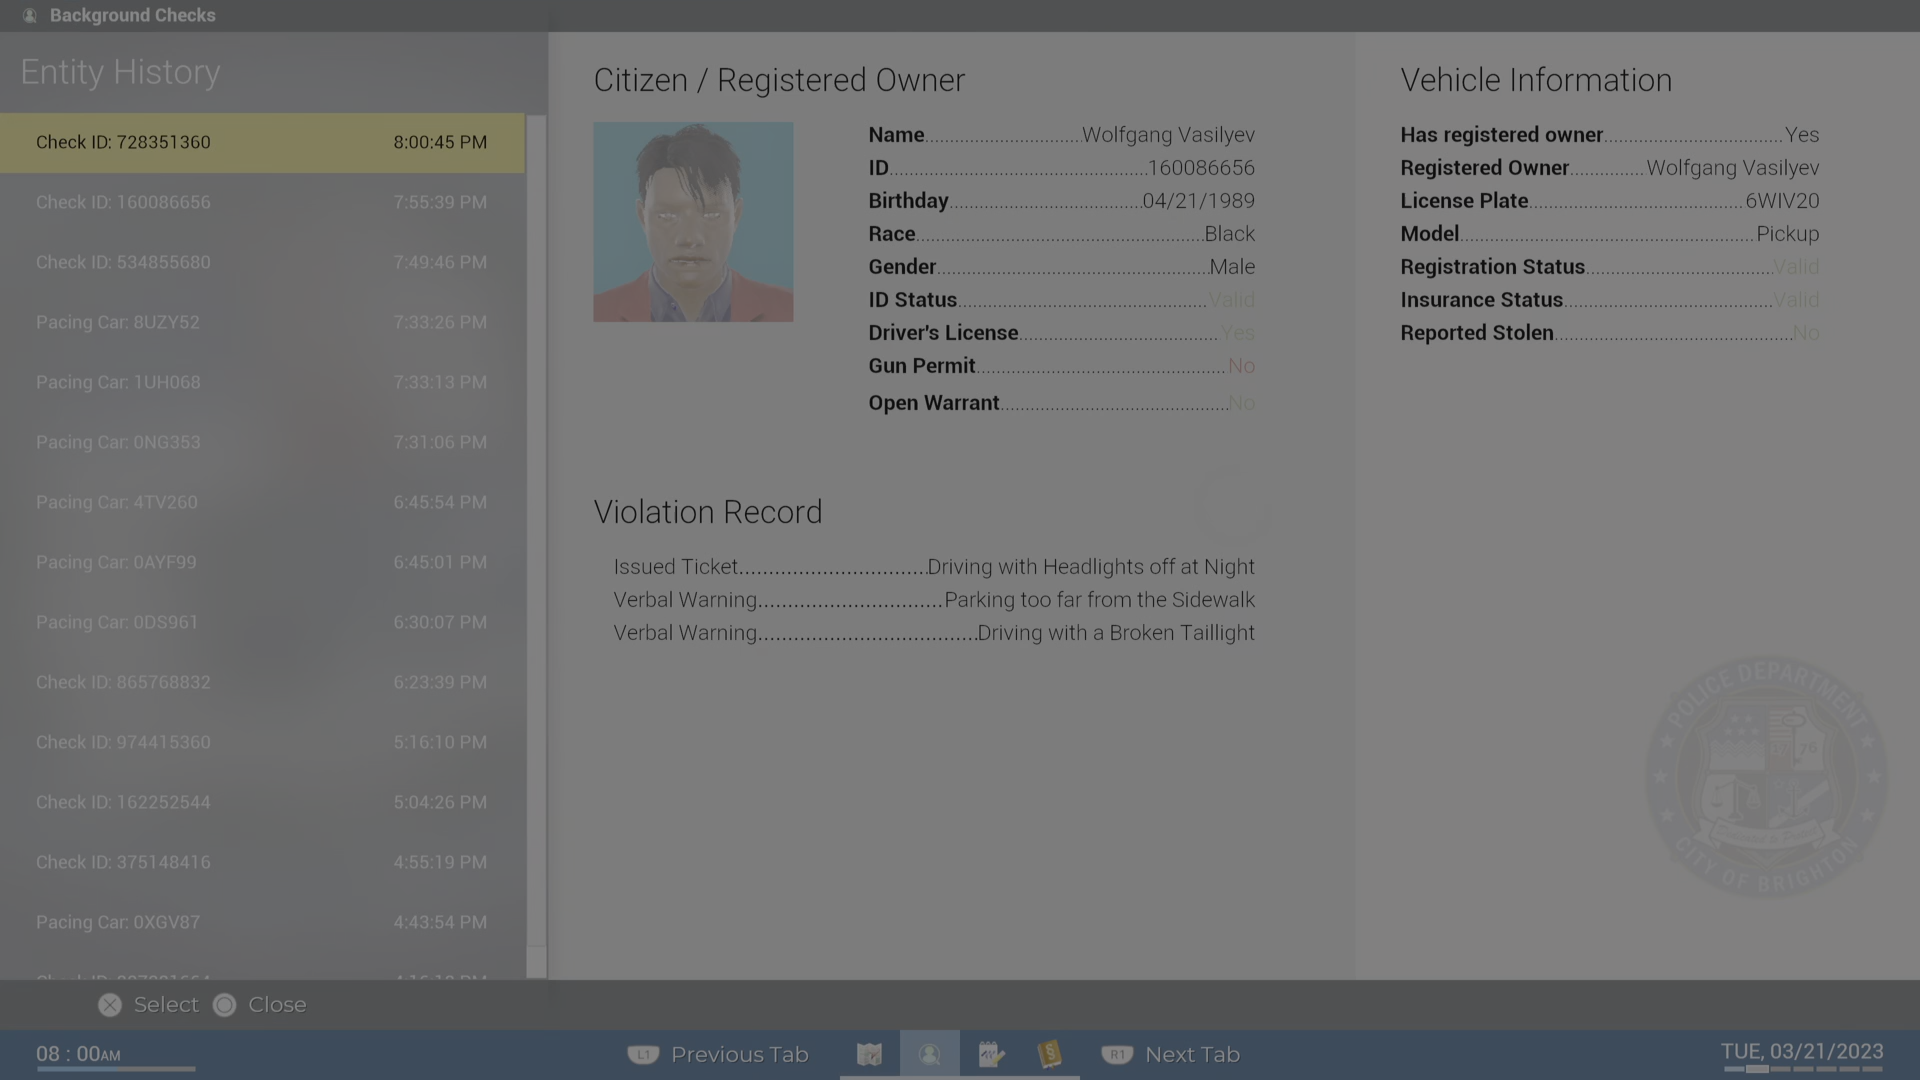 Background Checks
Entity History
Check ID: 728351360 8:00:45 PM
Check ID: 160086656 7:55:39 PM
Check ID: 534855680 7:49:46 PM
Pacing Car: 8UZY52 7:33:26 PM
Pacing Car: 1UH068 7:33:13 PM
Pacing Car: 0NG353 7:31:06 PM
Pacing Car: 4TV260 6:45:54 PM
Pacing Car: 0AYF99 6:45:01 PM
Pacing Car: 0DS961 6:30:07 PM
Check ID: 865768832 6:23:39 PM
Check ID: 974415360 5:16:10 PM
Check ID: 162252544 5:04:26 PM
Check ID: 375148416 4:55:19 PM
Pacing Car: 0XGV87 4:43:54 PM
Citizen / Registered Owner
Name Wolfgang Vasilyev
ID 160086656
Birthday 04/21/1989
Race Black
Gender Male
ID Status Valid
Driver's License Yes
Gun Permit No
Open Warrant No
Violation Record
Issued Ticket Driving with Headlights off at Night
Verbal Warning Parking too far from the Sidewalk
Verbal Warning Driving with a Broken Taillight
Vehicle Information
Has registered owner Yes
Registered Owner Wolfgang Vasilyev
License Plate 6WIV20
Model Pickup
Registration Status Valid
Insurance Status Valid
Reported Stolen No
POLICE DEPARTMENT
76
CITY OF BRIGHTON
Select Close
08 : 00AM
L1 Previous Tab
R1 Next Tab
TUE, 03/21/2023